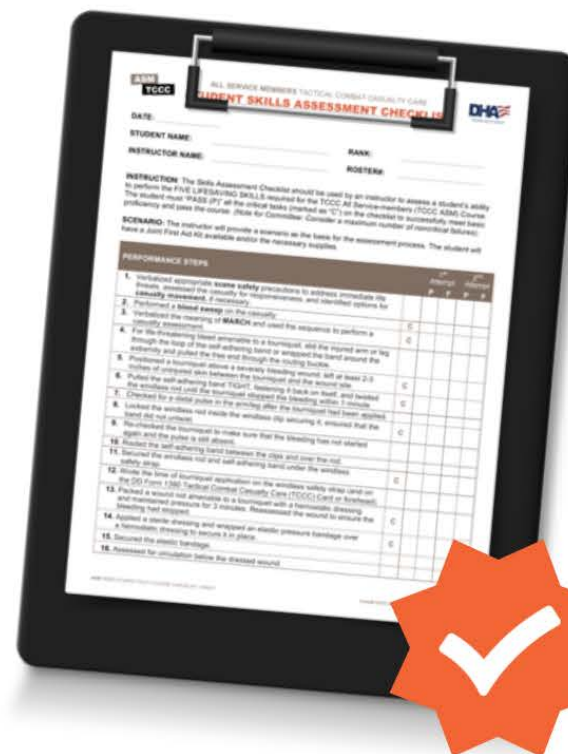 ASM
TCCC
ALL SERVICE MEMBERS TACTICAL COMBAT CASUALTY CARE
STUDENT SKILLS ASSESSMENT CHECKLIST
DHA
DATE:
STUDENT NAME:
RANK:
INSTRUCTOR NAME:
ROSTER#:
INSTRUCTION: The Skills Assessment Checklist should be used by an instructor to assess a student's ability
to perform the FIVE LIFESAVING SKILLS required for the TCCC All Service-members (TCCC ASM) Course.
The student must "PASS (P)" all the critical tasks (marked as "C") on the checklist to successfully meet basic
proficiency and pass the course. (Note for Committee: Consider a maximum number of noncritical failures)
SCENARIO: The instructor will provide a scenario as the basis for the assessment process. The student will
have a Joint First Aid Kit available and/or the necessary supplies.
PERFORMANCE STEPS
1st Attempt
2nd Attempt
P F P F
1. Verbalized appropriate scene safety precautions to address immediate life
threats, assessed the casualty for responsiveness, and identified options for
casualty movement, if necessary.
C
2. Performed a blood sweep on the casualty.
C
3. Verbalized the meaning of MARCH and used the sequence to perform a
casualty assessment.
4. For life-threatening bleed amenable to a tourniquet, slid the injured arm or leg
through the loop of the self-adhering band or wrapped the band around the
extremity and pulled the free end through the routing buckle.
5. Positioned a tourniquet above a severely bleeding wound, left at least 2-3
inches of uninjured skin between the tourniquet and the wound site.
C
6. Pulled the self-adhering band TIGHT, fastening it back on itself, and twisted
the windlass rod until the tourniquet stopped the bleeding within 1 minute.
C
7. Checked for a distal pulse in the arm/leg after the tourniquet had been applied.
8. Locked the windlass rod inside the windlass clip securing it, ensured that the
band did not untwist.
C
9. Re-checked the tourniquet to make sure that the bleeding has not started
again and the pulse is still absent.
10. Routed the self-adhering band between the clips and over the rod.
11. Secured the windlass rod and self-adhering band under the windlass
safety strap.
12. Wrote the time of tourniquet application on the windlass safety strap (and on
the DD Form 1380 Tactical Combat Casualty Care (TCCC) Card or forehead).
13. Packed a wound not amenable to a tourniquet with a hemostatic dressing
and maintained pressure for 3 minutes. Reassessed the wound to ensure the
bleeding had stopped.
C
14. Applied a sterile dressing and wrapped an elastic pressure bandage over
a hemostatic dressing to secure it in place.
C
15. Secured the elastic bandage.
16. Assessed for circulation below the dressed wound.